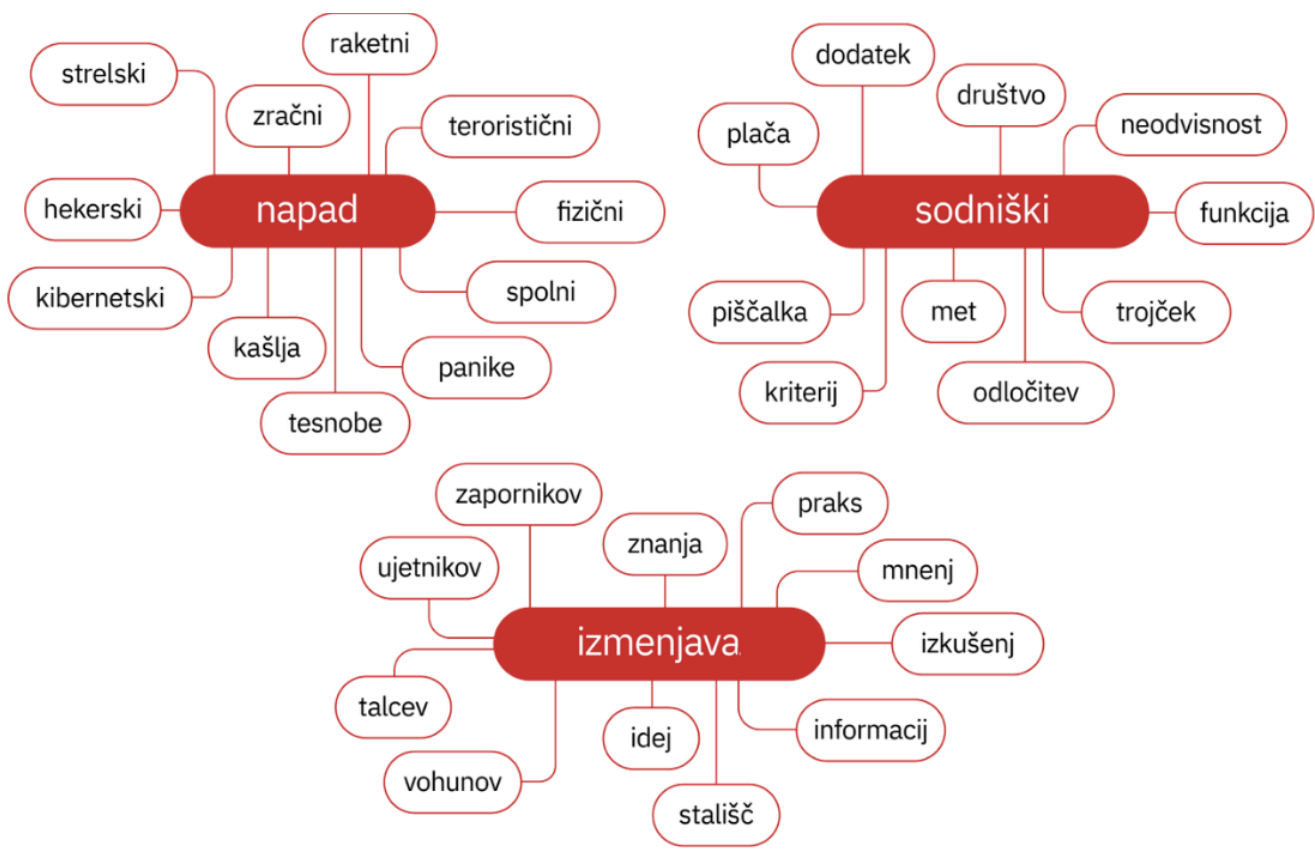 raketni
strelski
zračni
teroristični
hekerski
napad
fizični
kibernetski
spolni
kašlja
panike
tesnobe
dodatek
društvo
plača
neodvisnost
sodniški
funkcija
piščalka
met
trojček
kriterij
odločitev
zapornikov
praks
znanja
ujetnikov
mnenj
izmenjava
izkušenj
talcev
idej
informacij
vohunov
stališč